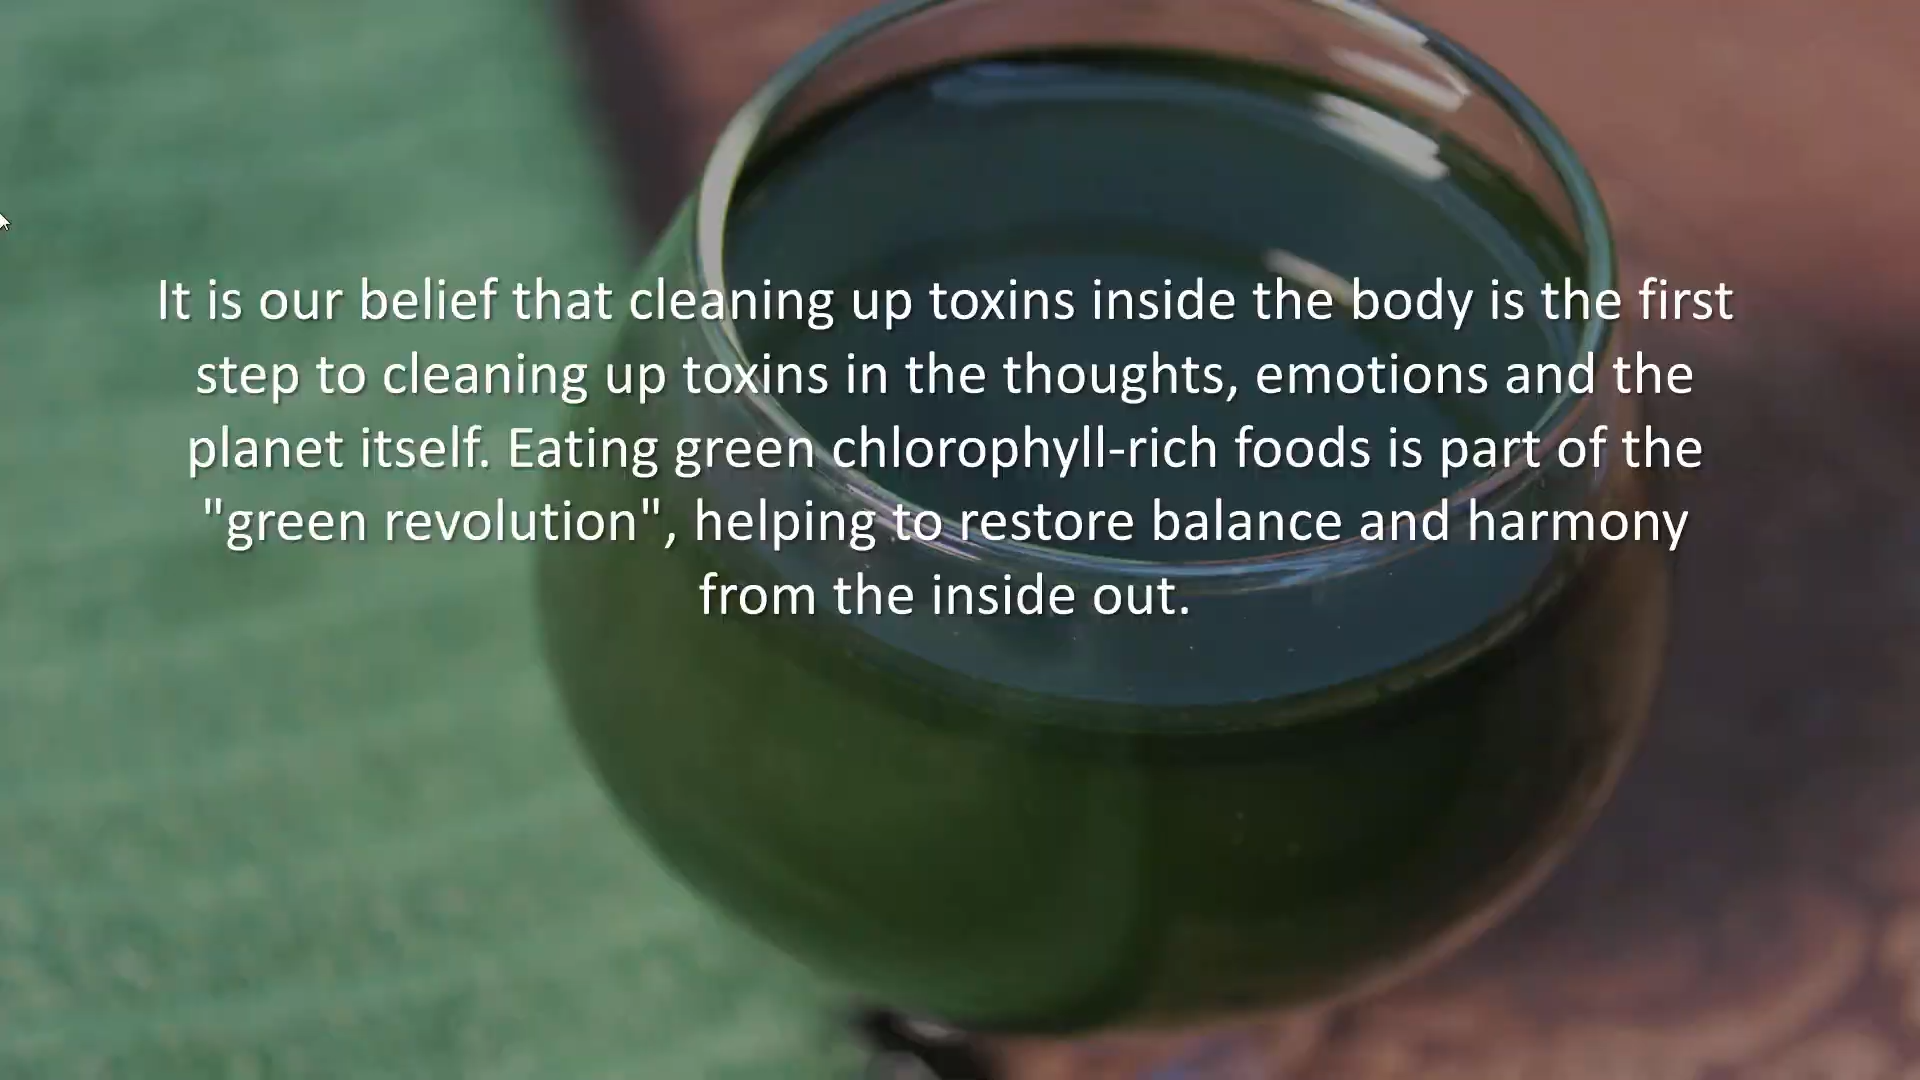 It is our belief that cleaning up toxins inside the body is the first
step to cleaning up toxins in the thoughts, emotions and the
planet itself. Eating green chlorophyll-rich foods is part of the
"green revolution", helping to restore balance and harmony
from the inside out.